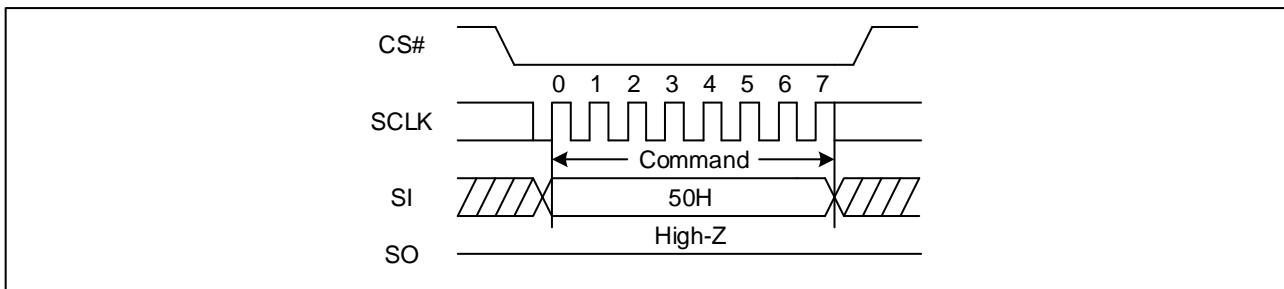 CS#
0 1 2 3 4 5 6 7
SCLK
Command
SI
50H
High-Z
SO